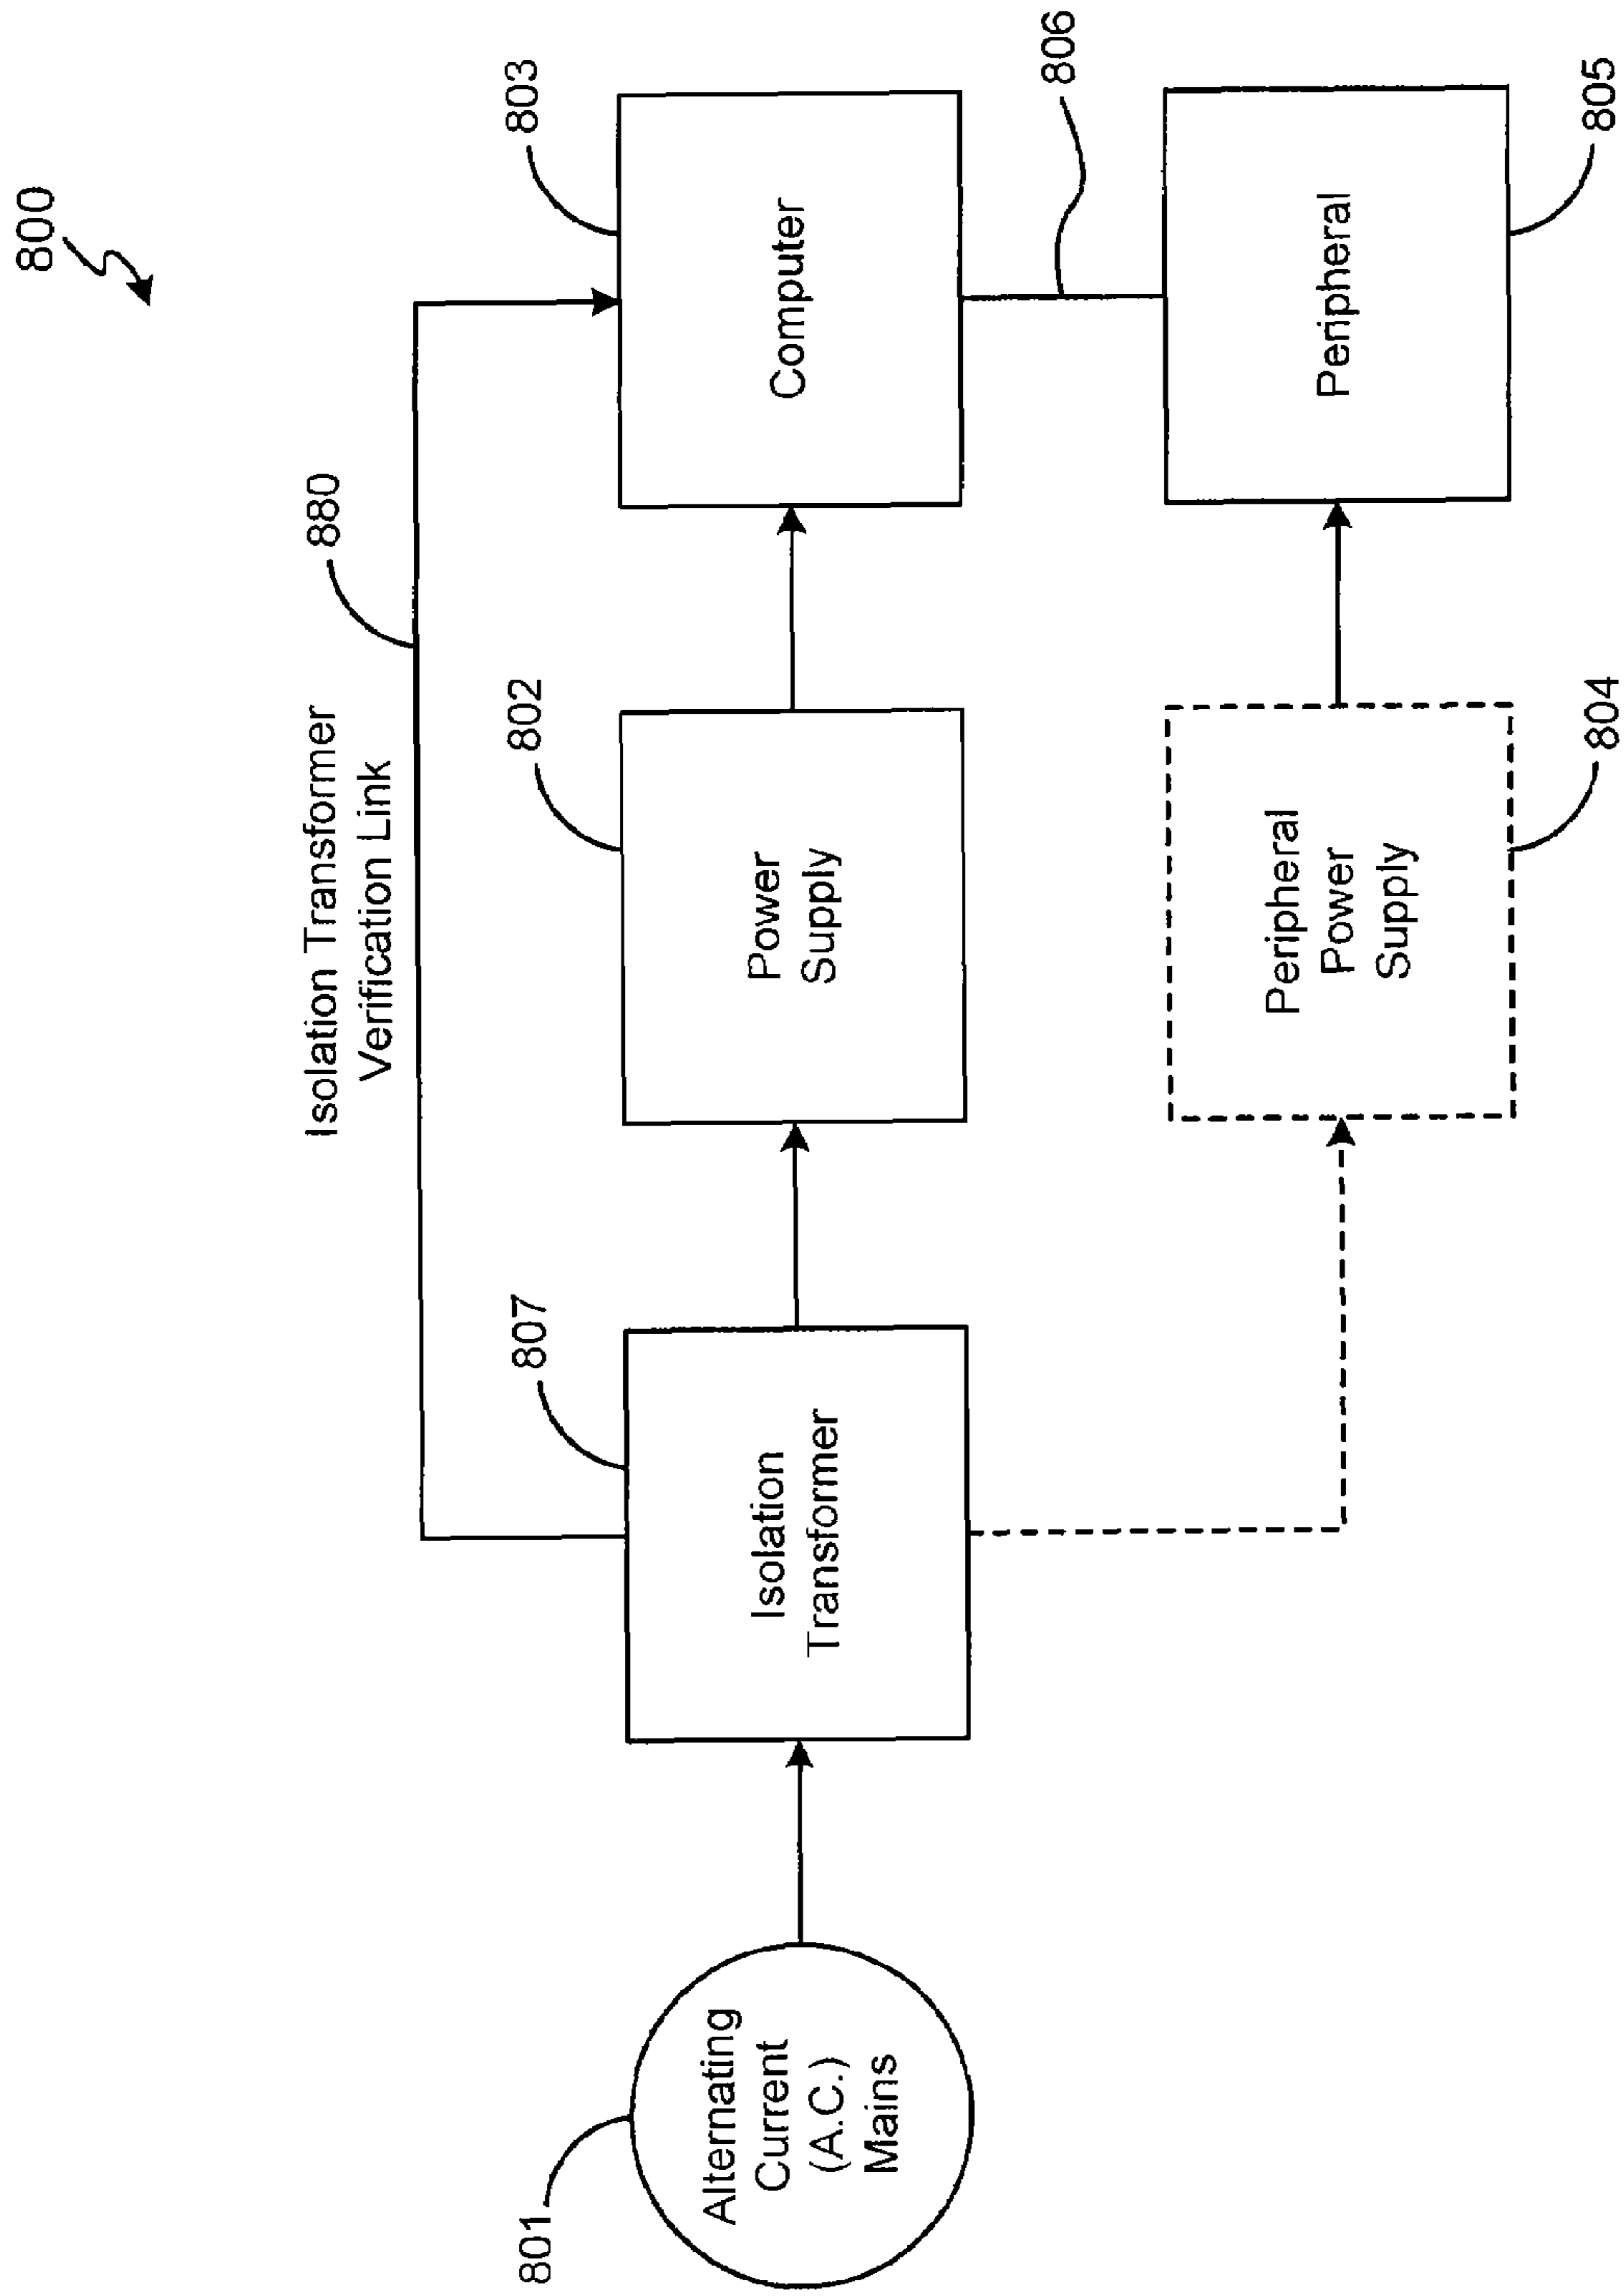 800
Isolation Transformer
Verification Link
880
801
Alternating
Current
(A.C.)
Mains
807
Isolation
Transformer
802
Power
Supply
803
Computer
806
Peripheral
Power
Supply
804
Peripheral
805